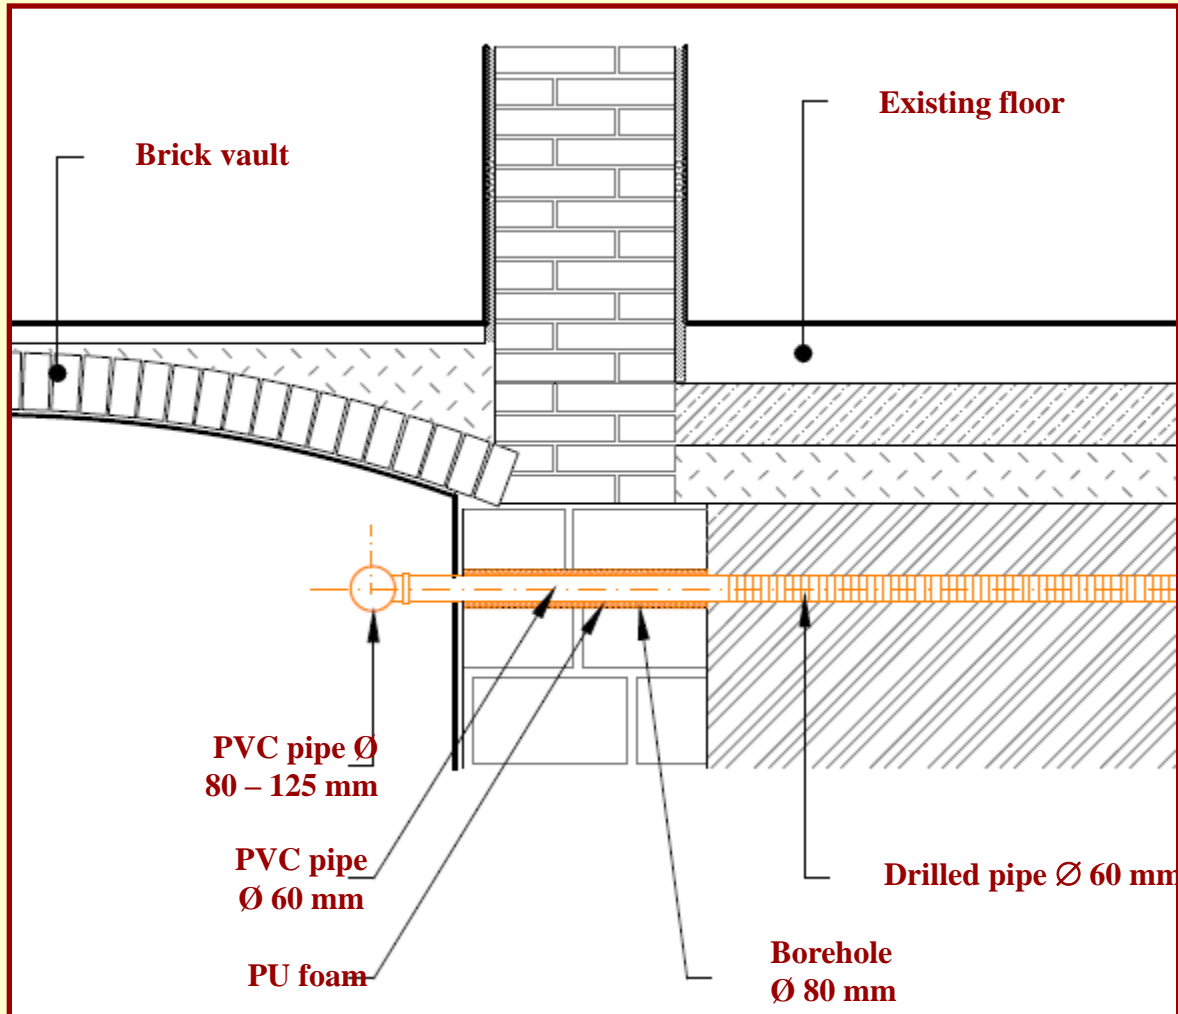 Existing floor
Brick vault
PVC pipe Ø
80 – 125 mm
PVC pipe
Ø 60 mm
Drilled pipe ∅ 60 mm
PU foam
Borehole
Ø 80 mm